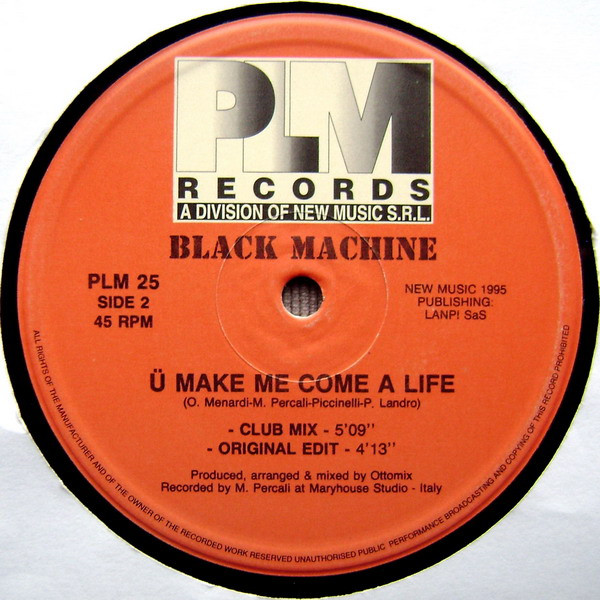 PLM
RECORDS
A DIVISION OF NEW MUSIC S.R.L.
BLACK MACHINE
PLM 25
SIDE 2
45 RPM
NEW MUSIC 1995
PUBLISHING:
LANPI SaS
Ü MAKE ME COME A LIFE
(O. Menardi-M. Percali-Piccinelli-P. Landro)
- CLUB MIX - 5'09''
- ORIGINAL EDIT - 4'13''
Produced, arranged & mixed by Ottomix
Recorded by M. Percali at Maryhouse Studio - Italy
ALL RIGHTS OF THE MANUFACTURER AND OF THE OWNER OF THE RECORDED WORK RESERVED UNAUTHORISED PUBLIC PERFORMANCE BROADCASTING AND COPYING OF THIS RECORD PROHIBITED